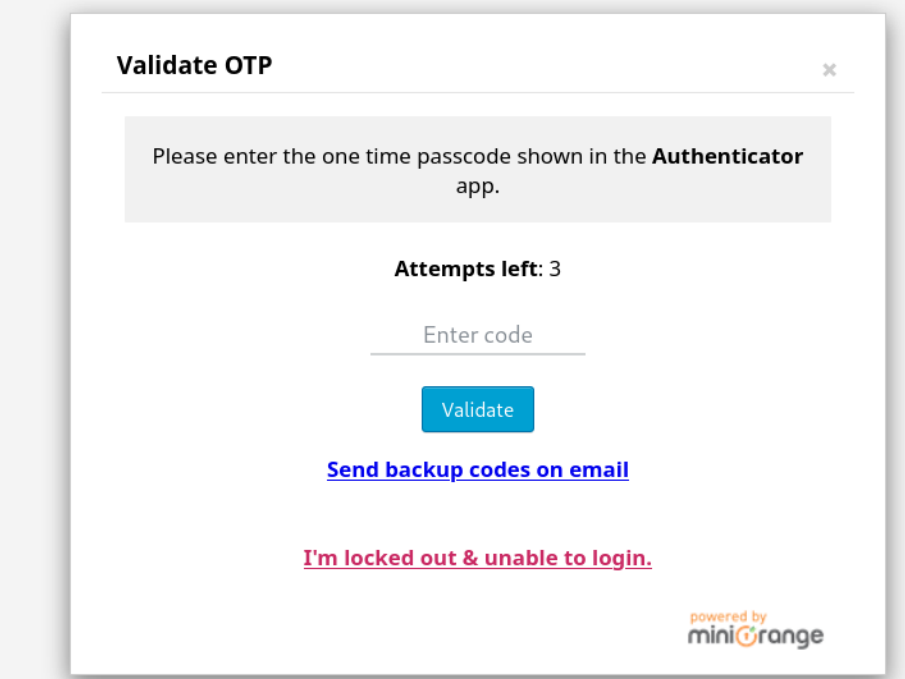 Validate OTP
×
Please enter the one time passcode shown in the Authenticator
app.
Attempts left: 3
Enter code
Validate
Send backup codes on email
I'm locked out & unable to login.
powered by
miniOrange